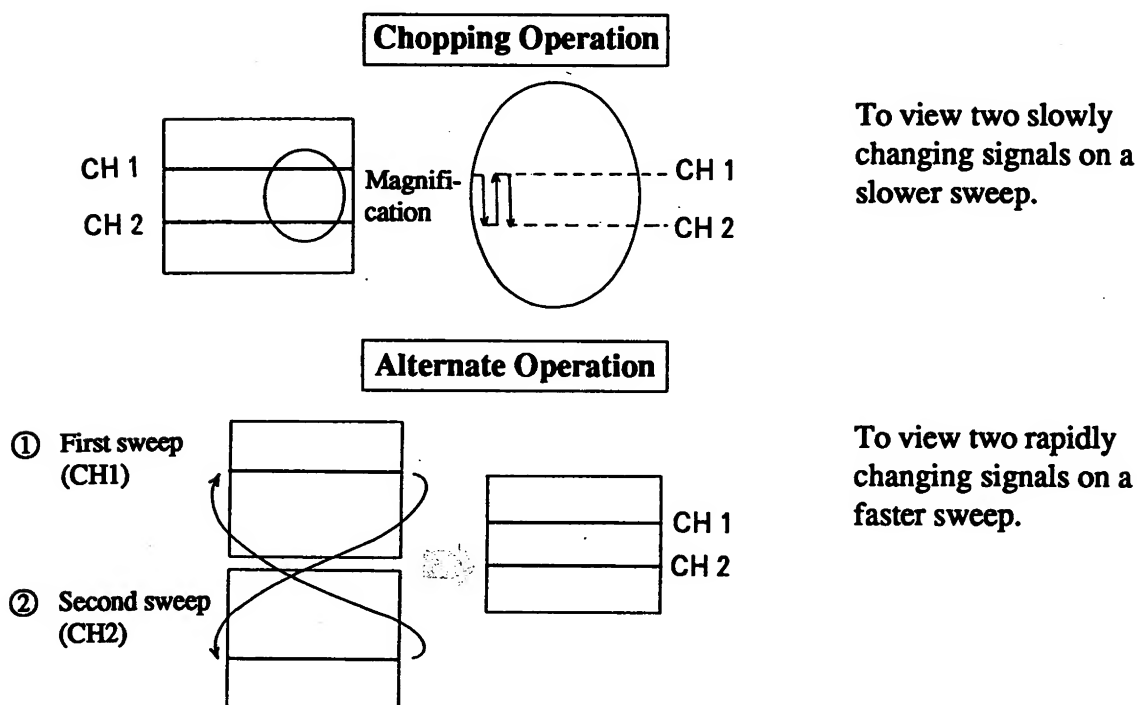 Chopping Operation
CH 1
CH 2
Magnifi-
cation
CH 1
CH 2
To view two slowly
changing signals on a
slower sweep.
Alternate Operation
① First sweep
(CH1)
② Second sweep
(CH2)
CH 1
CH 2
To view two rapidly
changing signals on a
faster sweep.